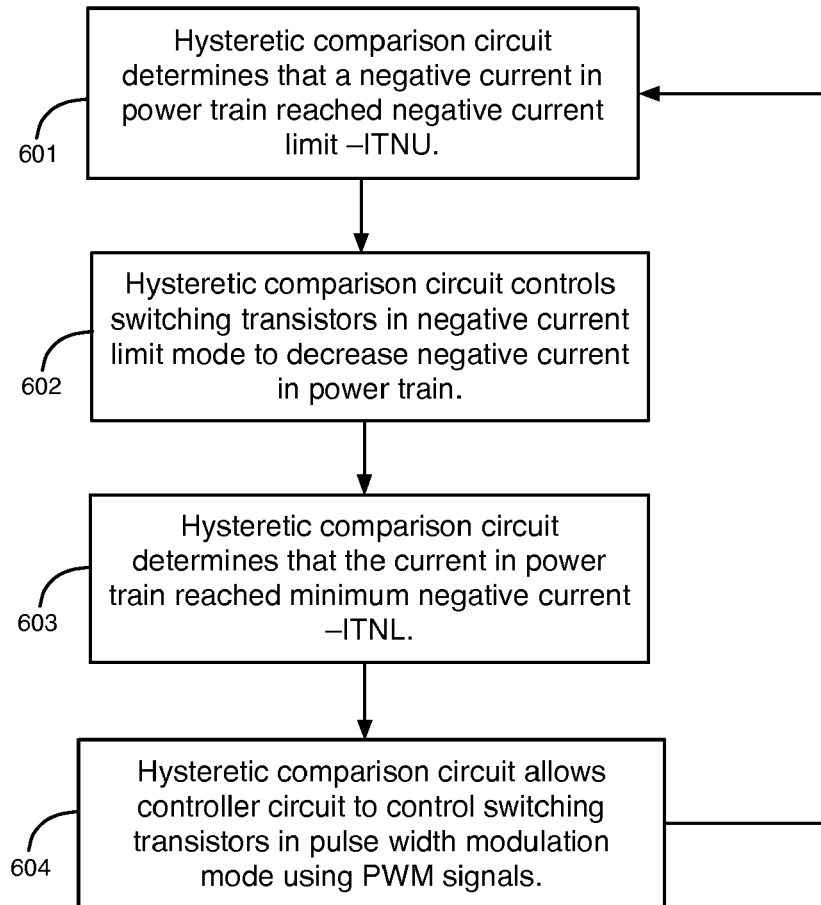 Hysteretic comparison circuit
determines that a negative current in
power train reached negative current
limit –ITNU.
601
Hysteretic comparison circuit controls
switching transistors in negative current
limit mode to decrease negative current
in power train.
602
Hysteretic comparison circuit
determines that the current in power
train reached minimum negative current
–ITNL.
603
Hysteretic comparison circuit allows
controller circuit to control switching
transistors in pulse width modulation
mode using PWM signals.
604